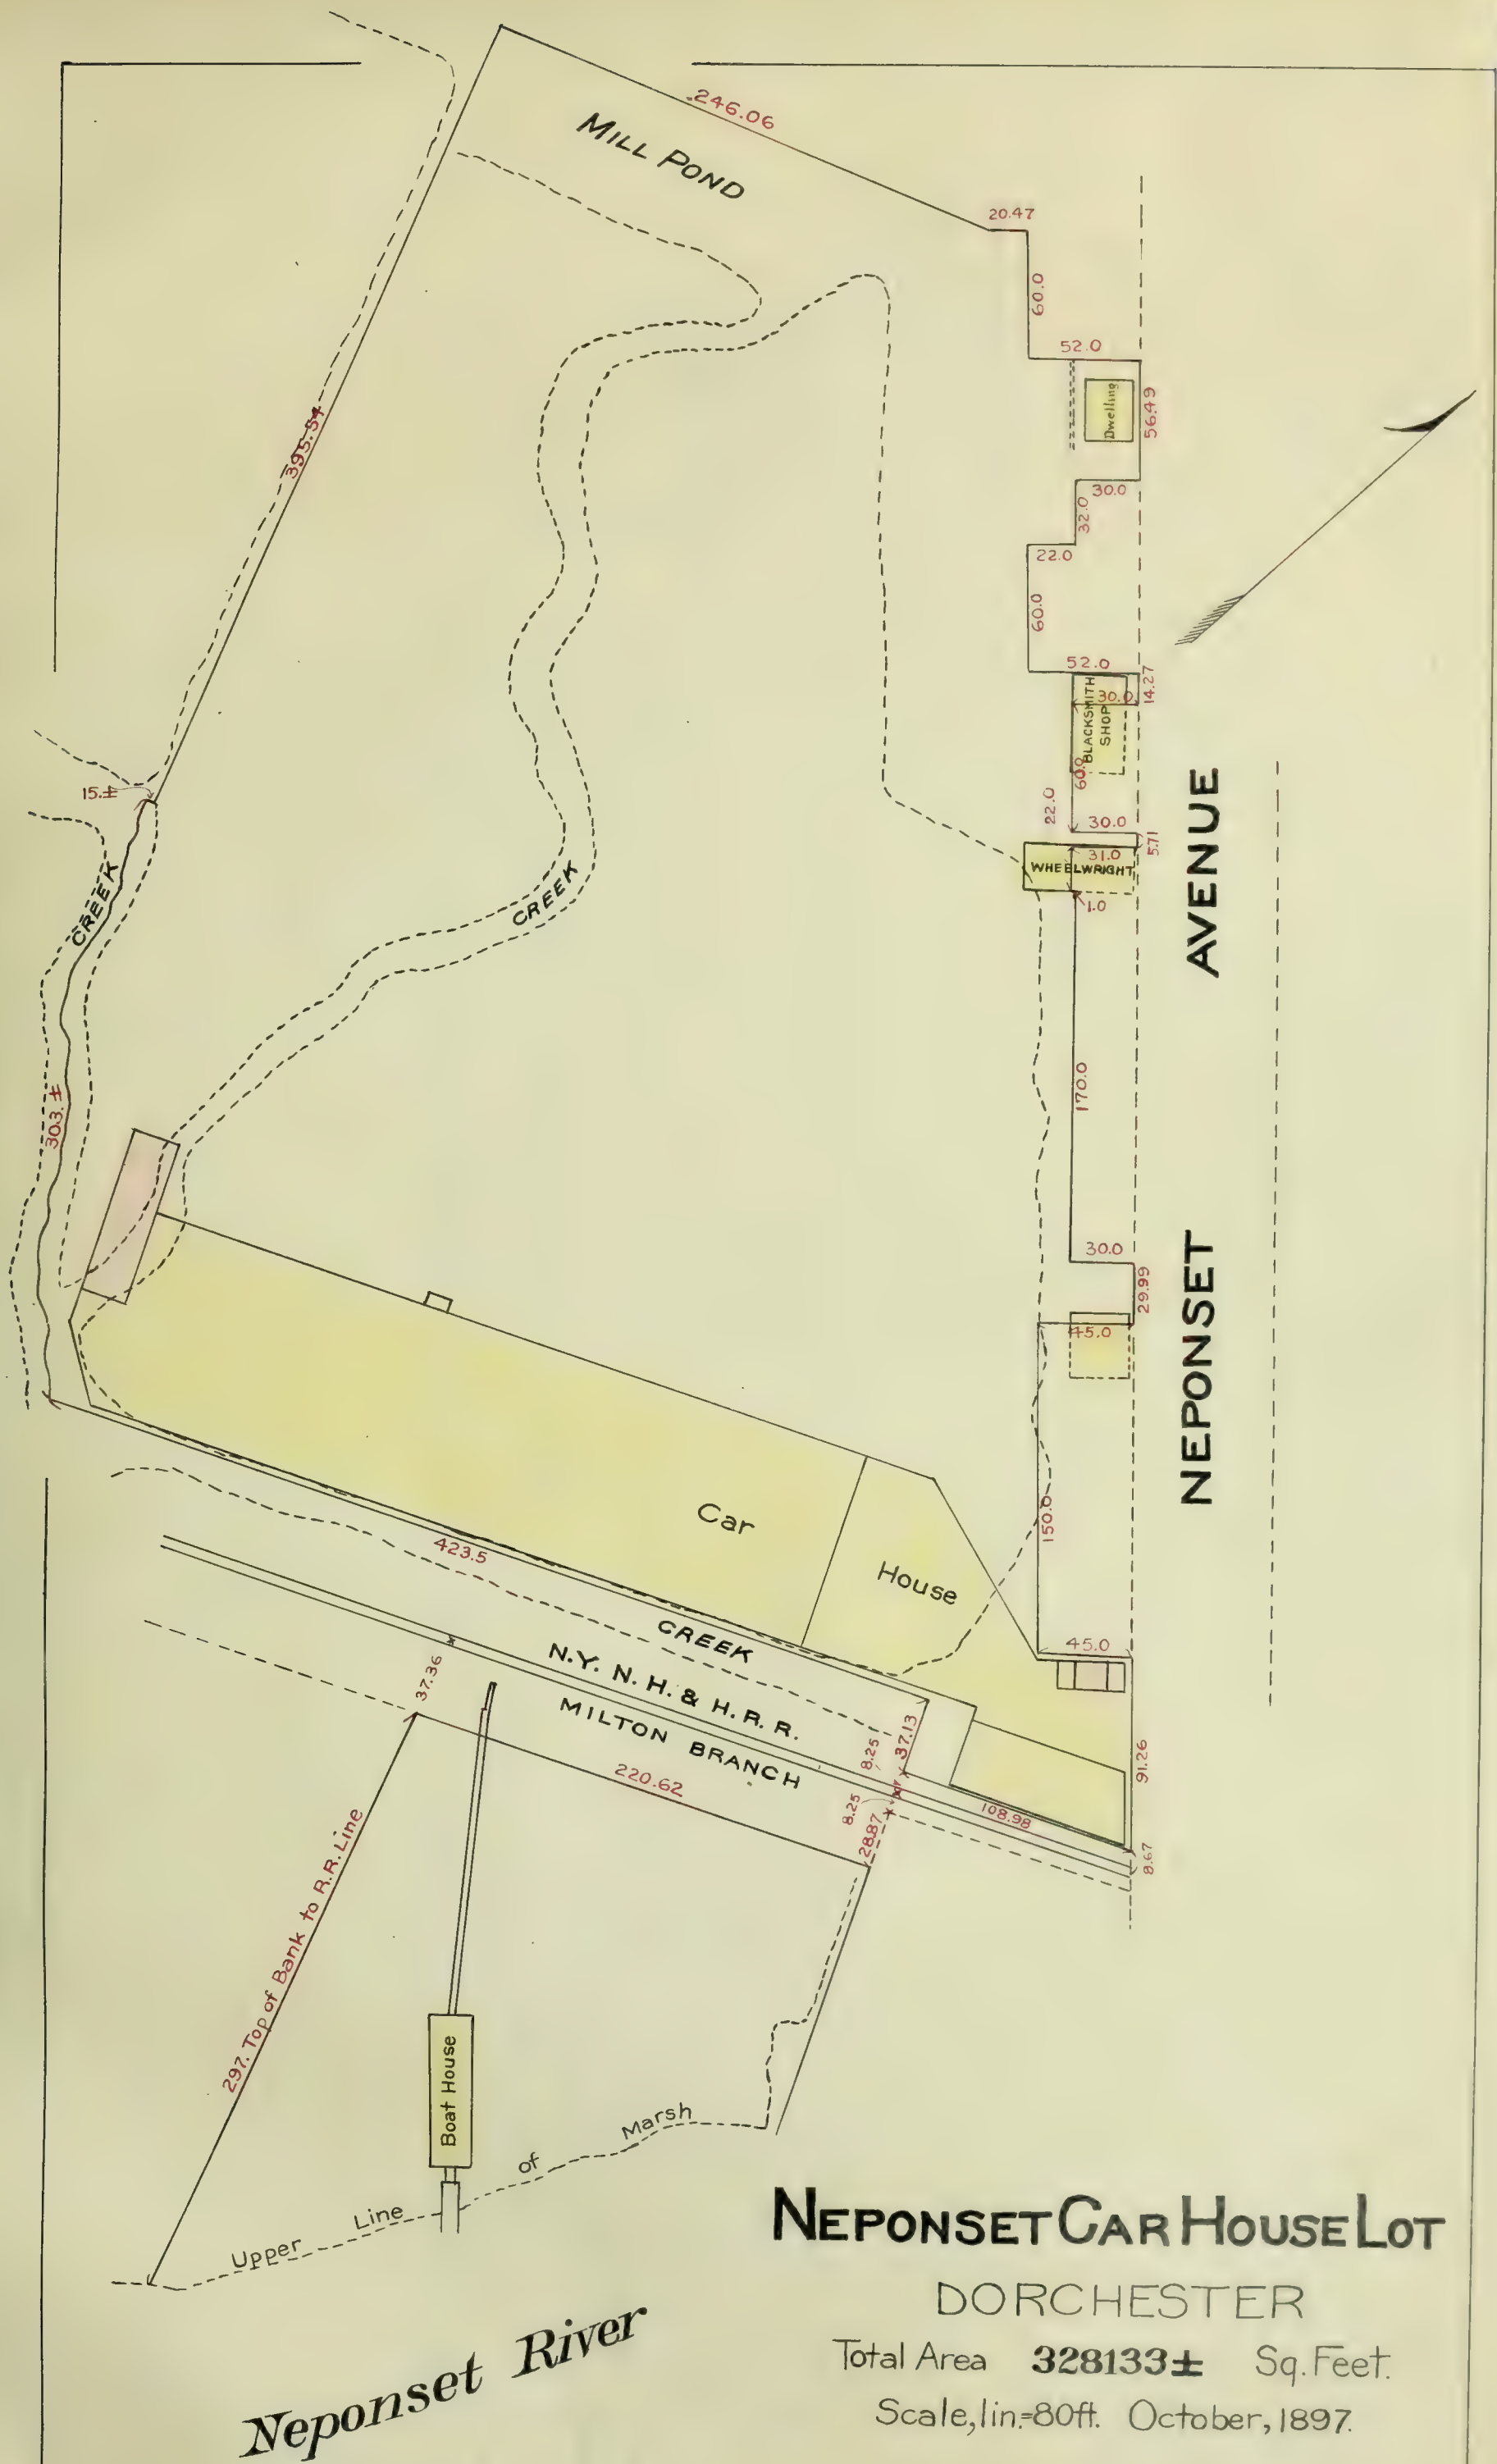 246.06
MILL POND
20.47
60.0
52.0
Dwelling
56.49
395.54
30.0
32.0
22.0
60.0
52.0
14.27
30.0
BLACKSMITH
SHOP
60.0
22.0
30.0
5.71
31.0
WHEELWRIGHT
1.0
15.±
CREEK
CREEK
AVENUE
170.0
303.±
30.0
29.99
45.0
NEPONSET
150.0
Car
House
423.5
CREEK
45.0
37.36
N.Y. N. H. & H. R. R.
MILTON BRANCH
8.25
37.13
91.26
220.62
8.25
108.98
28.87
8.67
297. Top of Bank to R.R. Line
Boat House
Upper Line of Marsh
Neponset River
NEPONSET CAR HOUSE LOT
DORCHESTER
Total Area 328133± Sq. Feet.
Scale, 1in.=80ft. October, 1897.